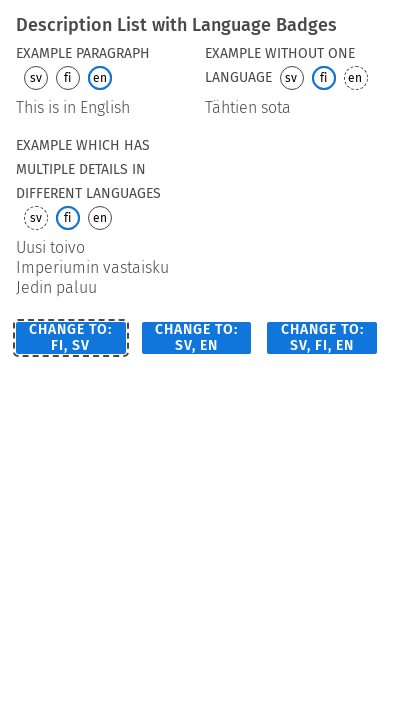 Description List with Language Badges
EXAMPLE PARAGRAPH
sv fi en
This is in English
EXAMPLE WITHOUT ONE
LANGUAGE sv fi en
Tähtien sota
EXAMPLE WHICH HAS
MULTIPLE DETAILS IN
DIFFERENT LANGUAGES
sv fi en
Uusi toivo
Imperiumin vastaisku
Jedin paluu
CHANGE TO:
FI, SV
CHANGE TO:
SV, EN
CHANGE TO:
SV, FI, EN